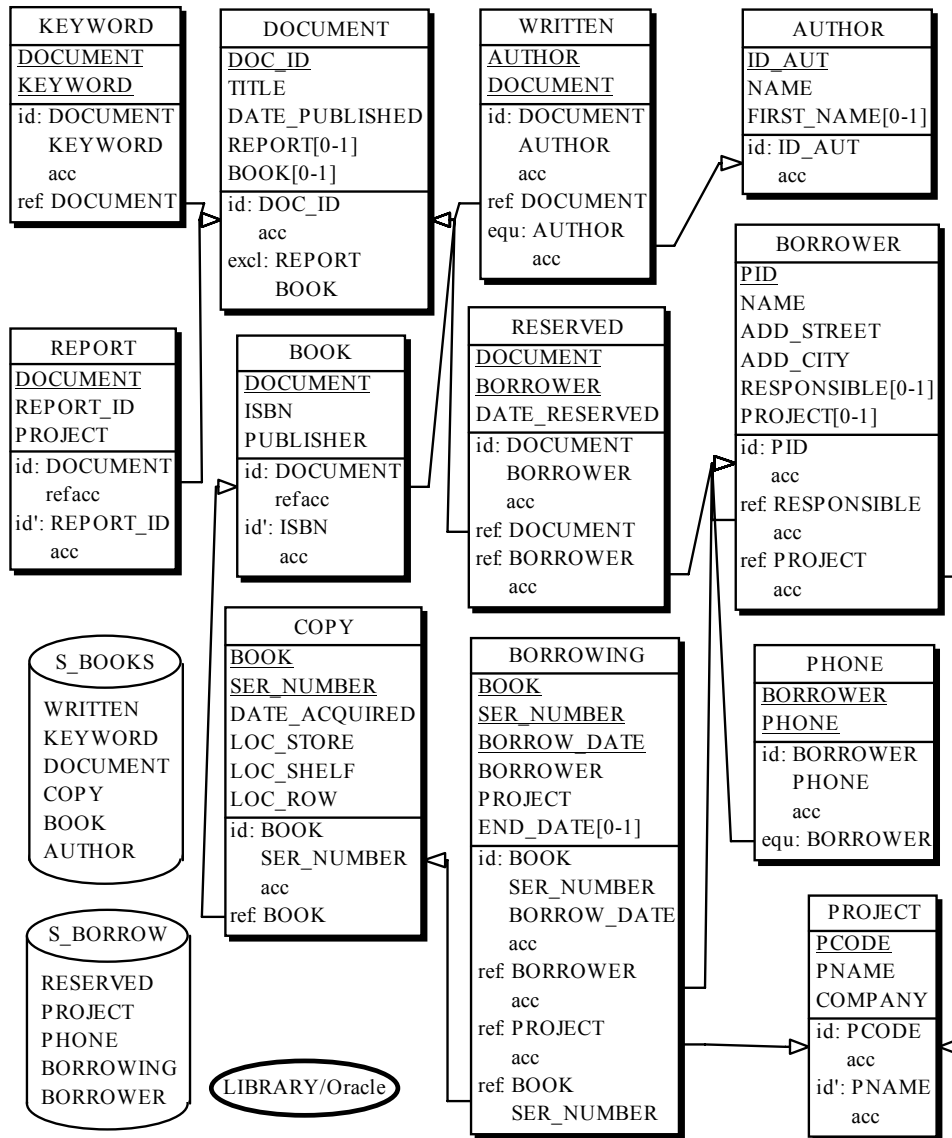 KEYWORD
DOCUMENT
KEYWORD
id: DOCUMENT
KEYWORD
acc
ref: DOCUMENT
DOCUMENT
DOC_ID
TITLE
DATE_PUBLISHED
REPORT[0-1]
BOOK[0-1]
id: DOC_ID
acc
excl: REPORT
BOOK
WRITTEN
AUTHOR
DOCUMENT
id: DOCUMENT
AUTHOR
acc
ref: DOCUMENT
equ: AUTHOR
acc
AUTHOR
ID_AUT
NAME
FIRST_NAME[0-1]
id: ID_AUT
acc
REPORT
DOCUMENT
REPORT_ID
PROJECT
id: DOCUMENT
ref acc
id': REPORT_ID
acc
BOOK
DOCUMENT
ISBN
PUBLISHER
id: DOCUMENT
ref acc
id': ISBN
acc
RESERVED
DOCUMENT
BORROWER
DATE_RESERVED
id: DOCUMENT
BORROWER
acc
ref: DOCUMENT
ref: BORROWER
acc
BORROWER
PID
NAME
ADD_STREET
ADD_CITY
RESPONSIBLE[0-1]
PROJECT[0-1]
id: PID
acc
ref: RESPONSIBLE
acc
ref: PROJECT
acc
S_BOOKS
WRITTEN
KEYWORD
DOCUMENT
COPY
BOOK
AUTHOR
COPY
BOOK
SER_NUMBER
DATE_ACQUIRED
LOC_STORE
LOC_SHELF
LOC_ROW
id: BOOK
SER_NUMBER
acc
ref: BOOK
BORROWING
BOOK
SER_NUMBER
BORROW_DATE
BORROWER
PROJECT
END_DATE[0-1]
id: BOOK
SER_NUMBER
BORROW_DATE
acc
ref: BORROWER
acc
ref: PROJECT
acc
ref: BOOK
SER_NUMBER
PHONE
BORROWER
PHONE
id: BORROWER
PHONE
acc
equ: BORROWER
S_BORROW
RESERVED
PROJECT
PHONE
BORROWING
BORROWER
LIBRARY/Oracle
PROJECT
PCODE
PNAME
COMPANY
id: PCODE
acc
id': PNAME
acc